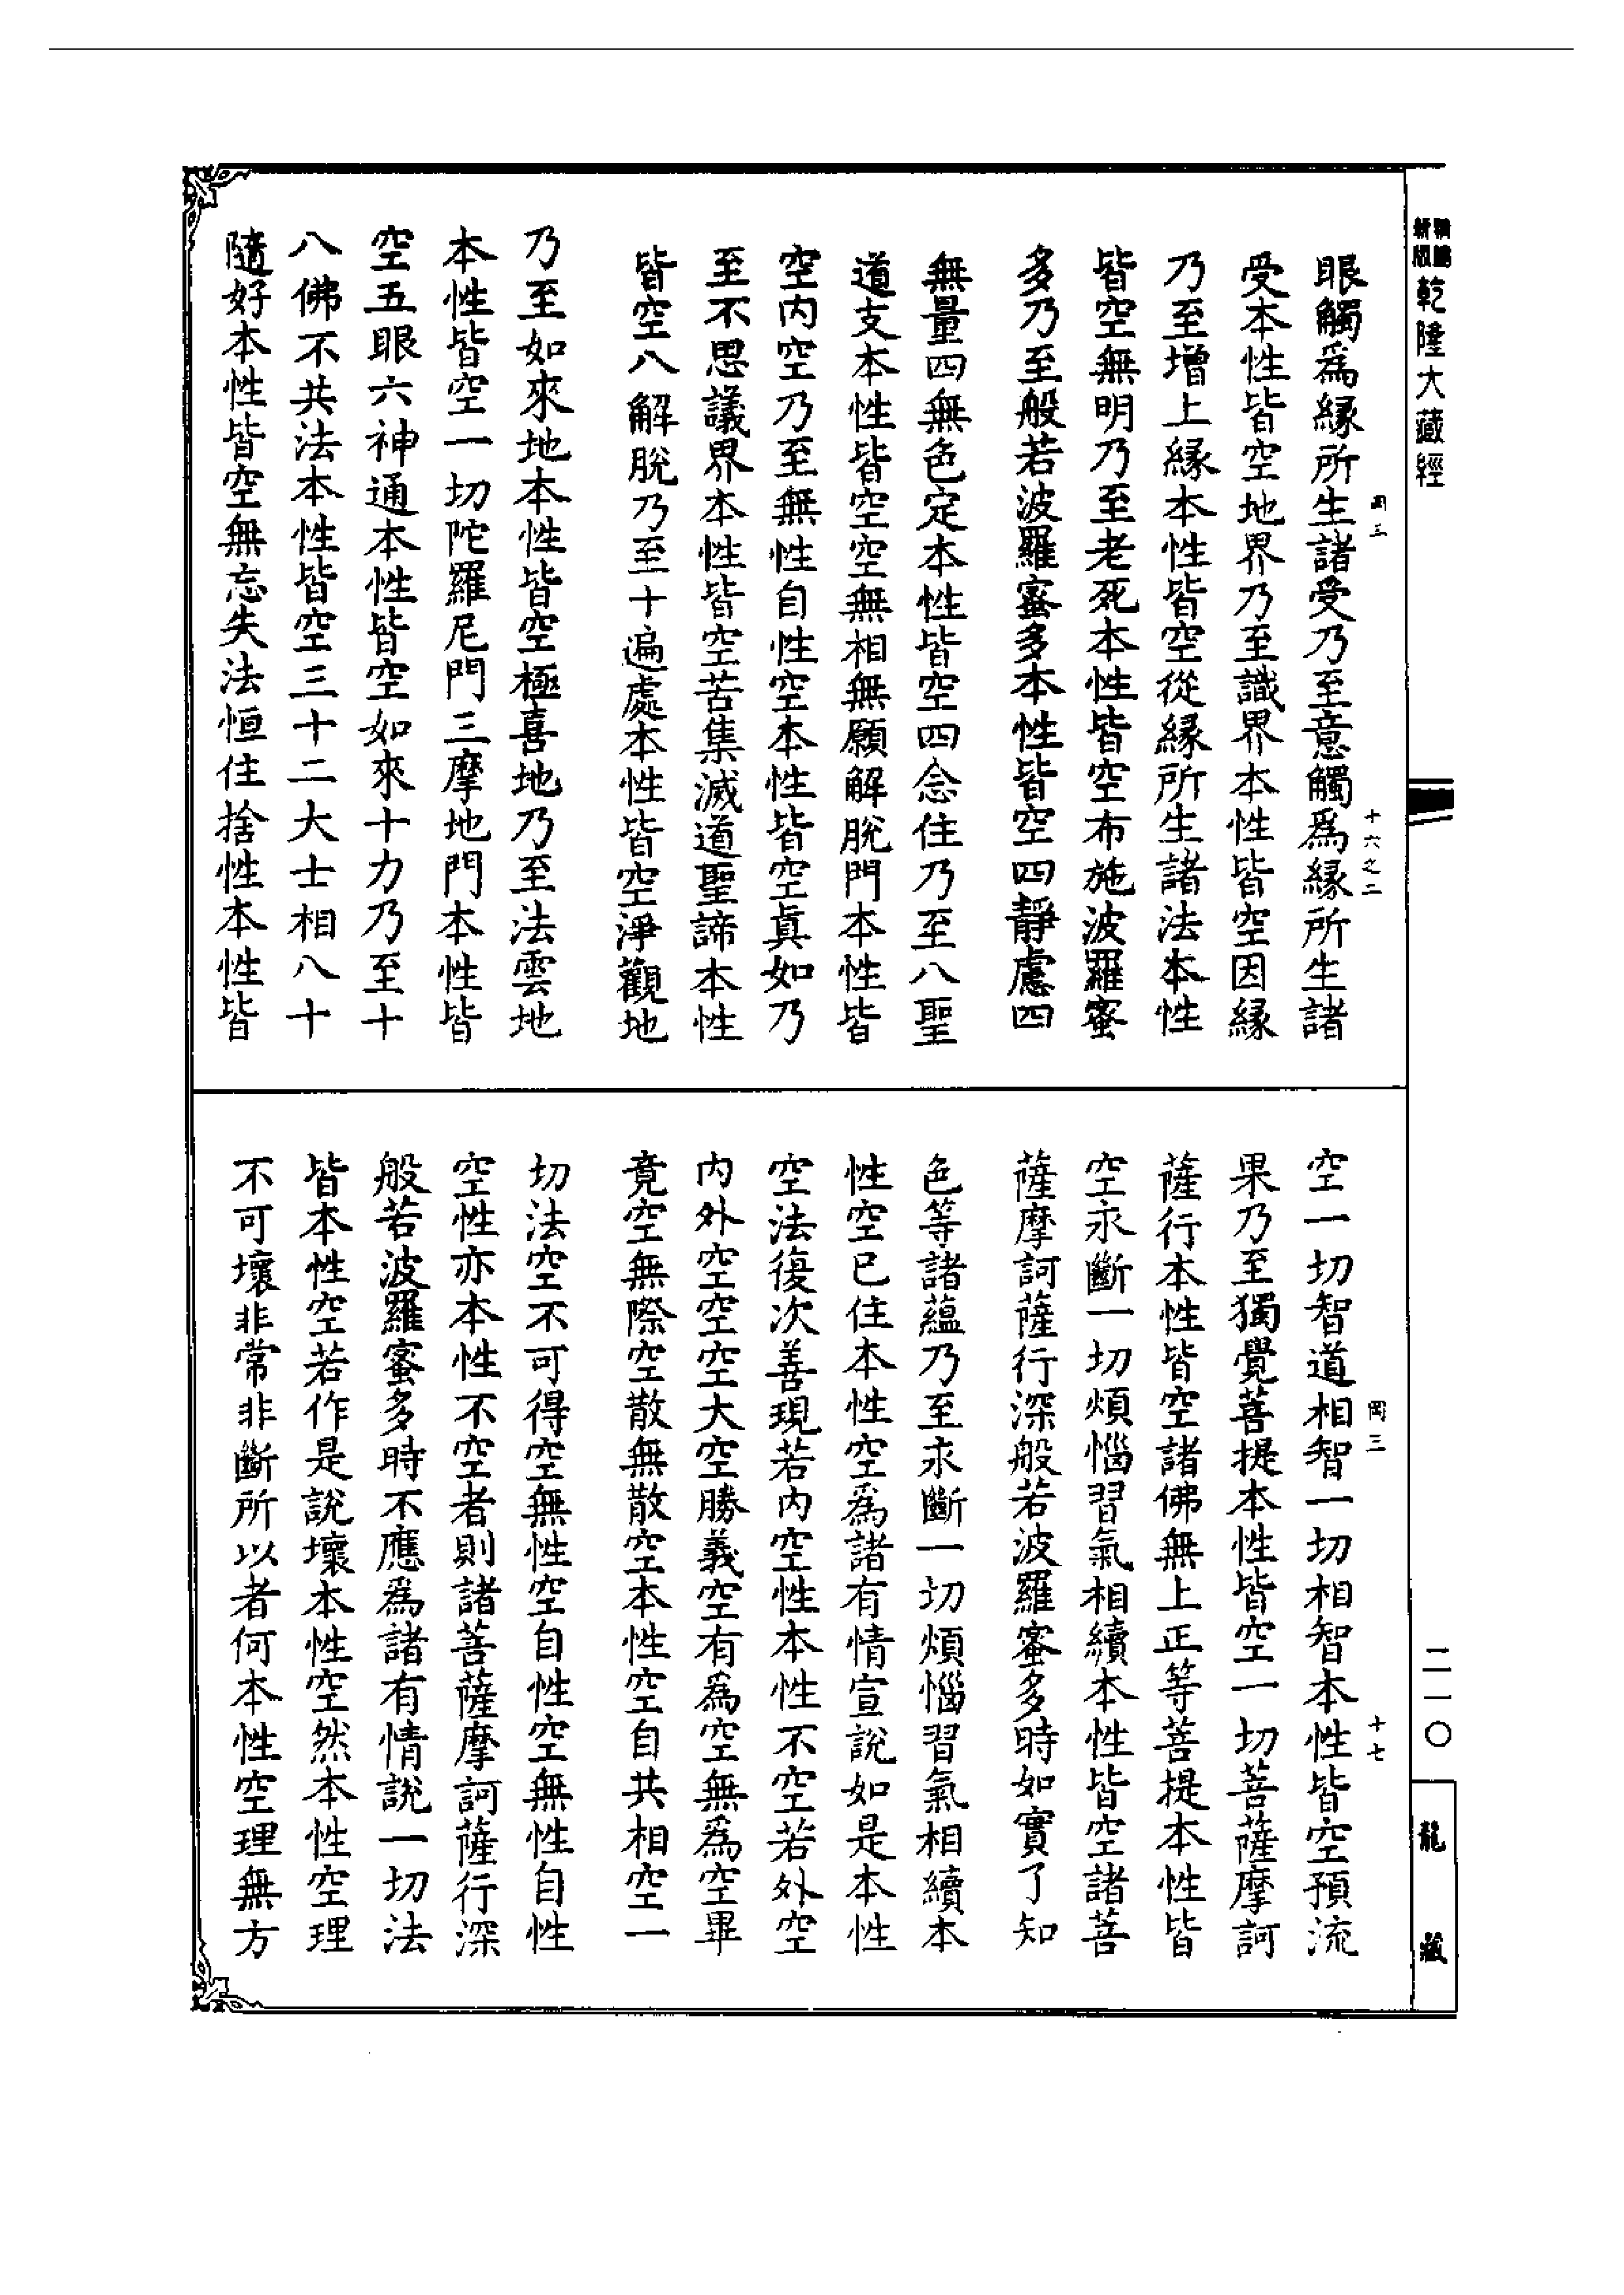 乾隆大藏經
二一〇
龍藏
眼觸爲緣所生諸受乃至意觸爲緣所生諸
受本性皆空地界乃至識界本性皆空因緣
乃至增上緣本性皆空從緣所生諸法本性
皆空無明乃至老死本性皆空布施波羅蜜
多乃至般若波羅蜜多本性皆空四靜慮四
無量四無色定本性皆空四念住乃至八聖
道支本性皆空空無相無願解脫門本性皆
空內空乃至無性自性空本性皆空眞如乃
至不思議界本性皆空苦集滅道聖諦本性
皆空八解脫乃至十遍處本性皆空淨觀地
乃至如來地本性皆空極喜地乃至法雲地
本性皆空一切陀羅尼門三摩地門本性皆
空五眼六神通本性皆空如來十力乃至十
八佛不共法本性皆空三十二大士相八十
隨好本性皆空無忘失法恒住捨性本性皆
十六之二
空一切智道相智一切相智本性皆空預流
果乃至獨覺菩提本性皆空一切菩薩摩訶
薩行本性皆空諸佛無上正等菩提本性皆
空永斷一切煩惱習氣相續本性皆空諸菩
薩摩訶薩行深般若波羅蜜多時如實了知
色等諸蘊乃至永斷一切煩惱習氣相續本
性空已住本性空爲諸有情宣說如是本性
空法復次善現若內空性本性不空若外空
內外空空空大空勝義空有爲空無爲空畢
竟空無際空散無散空本性空自共相空一
切法空不可得空無性空自性空無性自性
空性亦本性不空者則諸菩薩摩訶薩行深
般若波羅蜜多時不應爲諸有情說一切法
皆本性空若作是說壞本性空然本性空理
不可壞非常非斷所以者何本性空理無方
十七